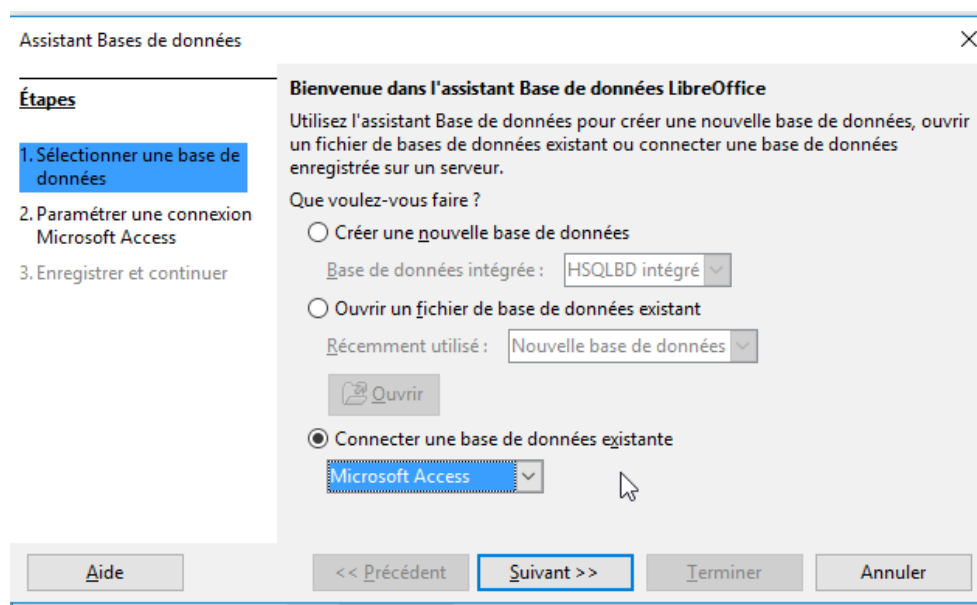 Assistant Bases de données
Étapes
1. Sélectionner une base de
données
2. Paramétrer une connexion
Microsoft Access
3. Enregistrer et continuer
Bienvenue dans l'assistant Base de données LibreOffice
Utilisez l'assistant Base de données pour créer une nouvelle base de données, ouvrir
un fichier de bases de données existant ou connecter une base de données
enregistrée sur un serveur.
Que voulez-vous faire ?
Créer une nouvelle base de données
Base de données intégrée : HSQLBD intégré
Ouvrir un fichier de base de données existant
Récemment utilisé : Nouvelle base de données
Ouvrir
Connecter une base de données existante
Microsoft Access
Aide << Précédent Suivant >> Terminer Annuler